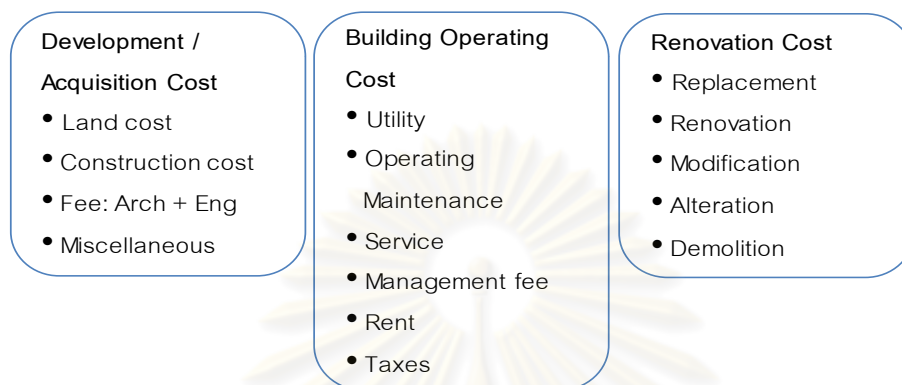 Development /
Acquisition Cost
• Land cost
• Construction cost
• Fee: Arch + Eng
• Miscellaneous
Building Operating
Cost
• Utility
• Operating
Maintenance
• Service
• Management fee
• Rent
• Taxes
Renovation Cost
• Replacement
• Renovation
• Modification
• Alteration
• Demolition